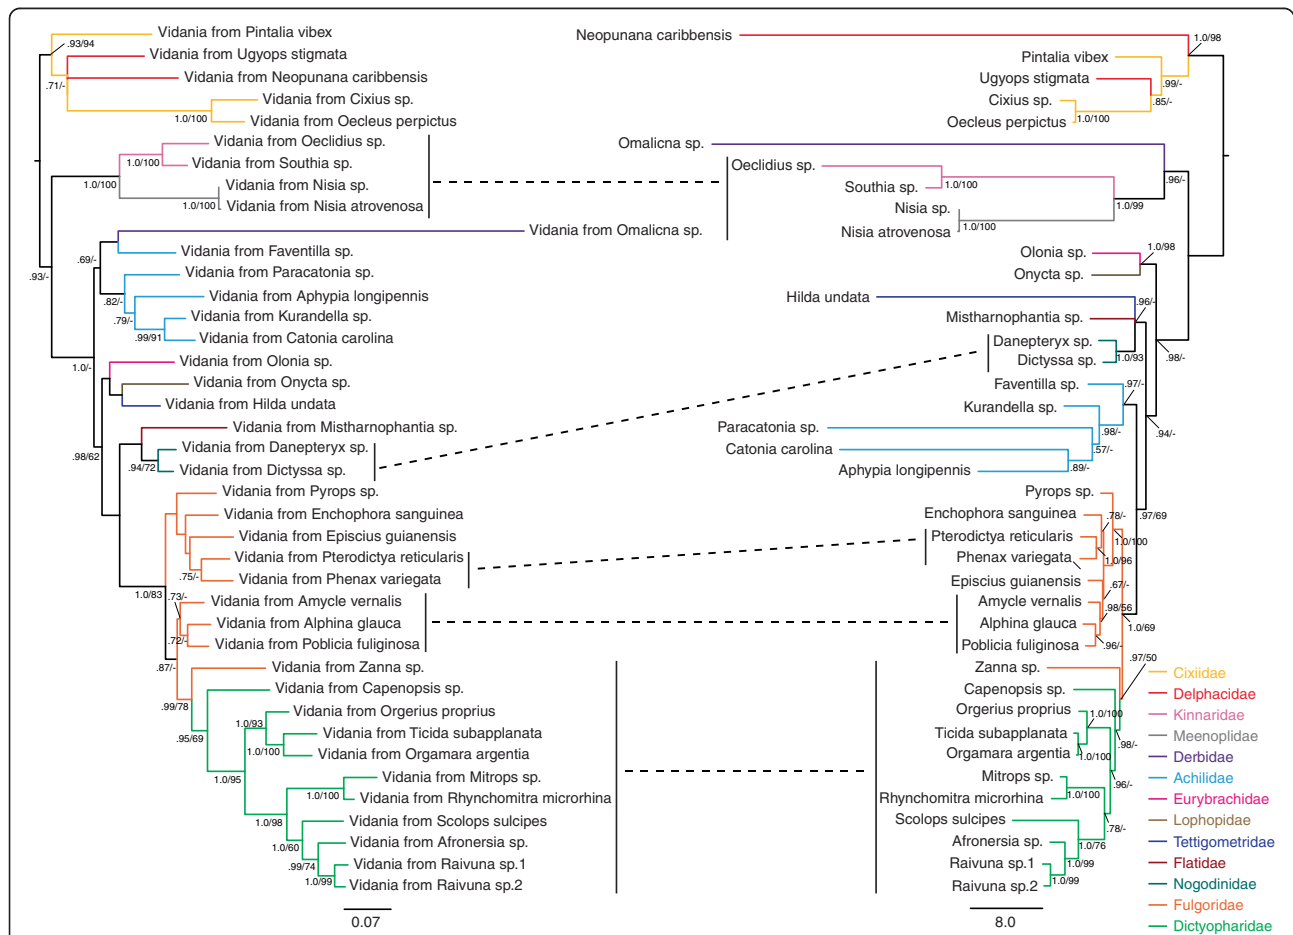 Vidania from Pintalia vibex
Vidania from Ugyops stigmata
Vidania from Neopunana caribbensis
Vidania from Cixius sp.
Vidania from Oecleus perpictus
Vidania from Oeclidius sp.
Vidania from Southia sp.
Vidania from Nisia sp.
Vidania from Nisia atrovenosa
Vidania from Omalicna sp.
Vidania from Faventilla sp.
Vidania from Paracatonia sp.
Vidania from Aphypia longipennis
Vidania from Kurandella sp.
Vidania from Catonia carolina
Vidania from Olonia sp.
Vidania from Onycta sp.
Vidania from Hilda undata
Vidania from Mistharnophantia sp.
Vidania from Danepteryx sp.
Vidania from Dictyssa sp.
Vidania from Pyrops sp.
Vidania from Enchophora sanguinea
Vidania from Episcius guianensis
Vidania from Pterodictya reticularis
Vidania from Phenax variegata
Vidania from Amycle vernalis
Vidania from Alphina glauca
Vidania from Poblicia fuliginosa
Vidania from Zanna sp.
Vidania from Capenopsis sp.
Vidania from Orgerius proprius
Vidania from Ticida subapplanata
Vidania from Orgamara argentia
Vidania from Mitrops sp.
Vidania from Rhynchomitra microrhina
Vidania from Scolops sulcipes
Vidania from Afronersia sp.
Vidania from Raivuna sp.1
Vidania from Raivuna sp.2
.93/94
.71/-
1.0/100
1.0/100
1.0/100
1.0/100
.93/-
.69/-
.82/-
.79/-
.99/91
1.0/-
.98/62
.94/72
.75/-
1.0/83
.73/-
.72/-
.87/-
.99/78
.95/69
1.0/93
1.0/100
1.0/95
1.0/100
1.0/98
1.0/60
.99/74
1.0/99
0.07
Neopunana caribbensis
Pintalia vibex
Ugyops stigmata
Cixius sp.
Oecleus perpictus
Omalicna sp.
Oeclidius sp.
Southia sp.
Nisia sp.
Nisia atrovenosa
Olonia sp.
Onycta sp.
Hilda undata
Mistharnophantia sp.
Danepteryx sp.
Dictyssa sp.
Faventilla sp.
Kurandella sp.
Paracatonia sp.
Catonia carolina
Aphypia longipennis
Pyrops sp.
Enchophora sanguinea
Pterodictya reticularis
Phenax variegata
Episcius guianensis
Amycle vernalis
Alphina glauca
Poblicia fuliginosa
Zanna sp.
Capenopsis sp.
Orgerius proprius
Ticida subapplanata
Orgamara argentia
Mitrops sp.
Rhynchomitra microrhina
Scolops sulcipes
Afronersia sp.
Raivuna sp.1
Raivuna sp.2
1.0/98
.99/-
.85/-
1.0/100
.96/-
1.0/100
1.0/99
1.0/100
1.0/98
.96/-
1.0/93
.98/-
.97/-
.94/-
.98/-
.57/-
.89/-
.97/69
.78/-
1.0/100
1.0/96
.67/-
.98/56
1.0/69
.96/-
.97/50
1.0/100
.98/-
1.0/100
.96/-
1.0/100
.78/-
1.0/76
1.0/99
1.0/99
8.0
Cixiidae
Delphacidae
Kinnaridae
Meenoplidae
Derbidae
Achilidae
Eurybrachidae
Lophopidae
Tettigometridae
Flatidae
Nogodinidae
Fulgoridae
Dictyopharidae